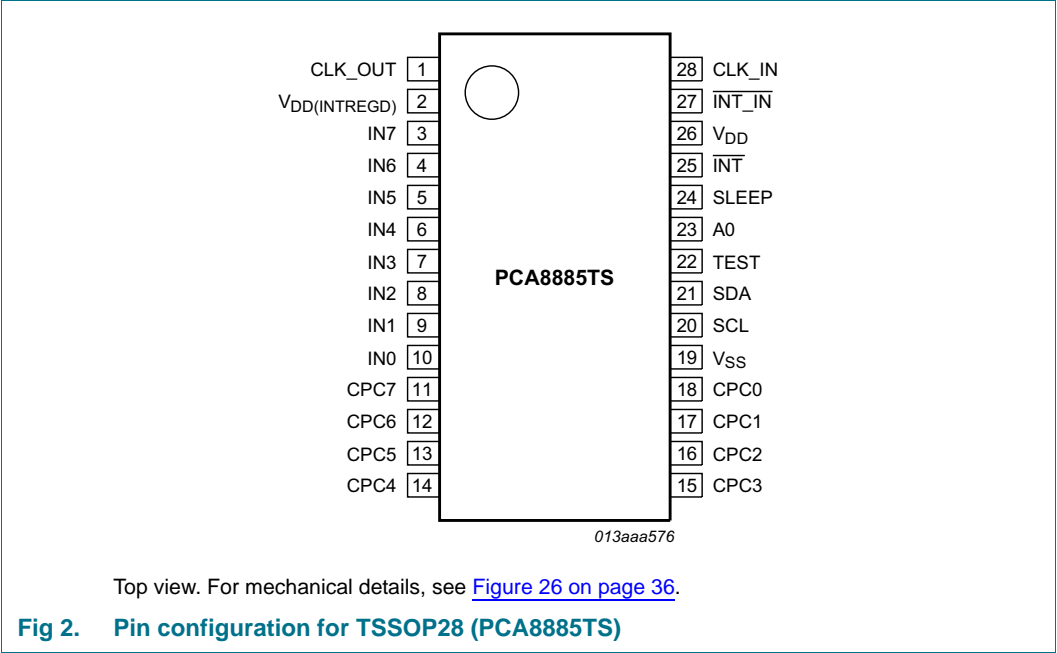 CLK_OUT 1 28 CLK_IN
VDD(INTREGD) 2 27 INT_IN
IN7 3 26 VDD
IN6 4 25 INT
IN5 5 24 SLEEP
IN4 6 23 A0
IN3 7 22 TEST
PCA8885TS
IN2 8 21 SDA
IN1 9 20 SCL
IN0 10 19 VSS
CPC7 11 18 CPC0
CPC6 12 17 CPC1
CPC5 13 16 CPC2
CPC4 14 15 CPC3
013aaa576
Top view. For mechanical details, see Figure 26 on page 36.
Fig 2. Pin configuration for TSSOP28 (PCA8885TS)